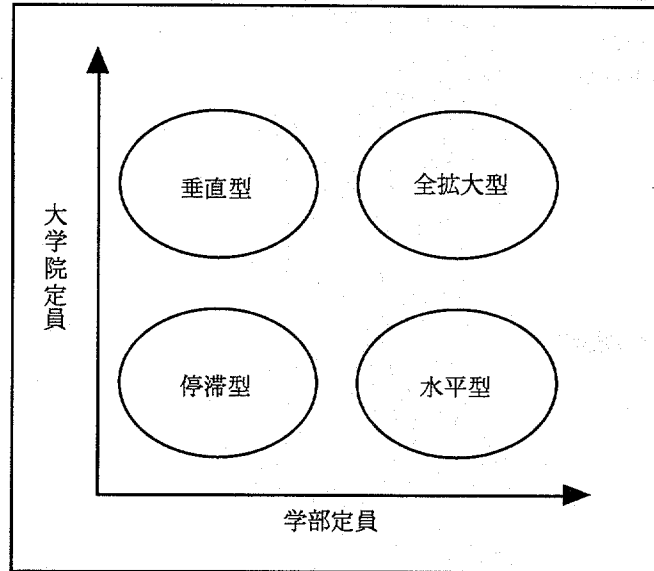 垂直型
全拡大型
大学院定員
停滞型
水平型
学部定員